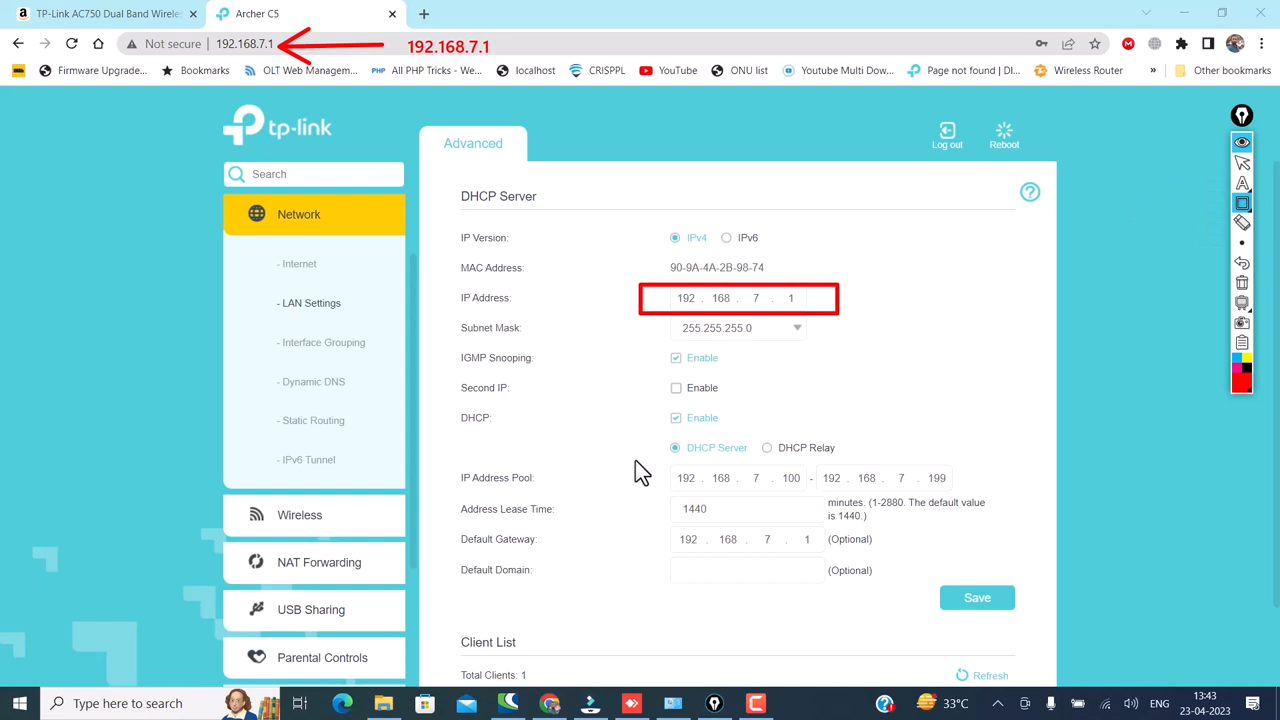 TP-Link AC750 Dual Band Wireles
Archer C5
Not secure
192.168.7.1
192.168.7.1
Firmware Upgrade...
Bookmarks
OLT Web Managem...
PHP
All PHP Tricks - We...
localhost
CRISPPL
YouTube
ONU list
Youtube Multi Dow...
Page not found | DI...
Wireless Router
»
Other bookmarks
tp-link
Advanced
Log out
Reboot
Search
Network
- Internet
- LAN Settings
- Interface Grouping
- Dynamic DNS
- Static Routing
- IPv6 Tunnel
Wireless
NAT Forwarding
USB Sharing
Parental Controls
DHCP Server
IP Version: IPv4 IPv6
MAC Address: 90-9A-4A-2B-98-74
IP Address: 192 . 168 . 7 . 1
Subnet Mask: 255.255.255.0
IGMP Snooping: Enable
Second IP: Enable
DHCP: Enable
DHCP Server DHCP Relay
IP Address Pool: 192 . 168 . 7 . 100 - 192 . 168 . 7 . 199
Address Lease Time: 1440 minutes. (1-2880. The default value
is 1440.)
Default Gateway: 192 . 168 . 7 . 1 (Optional)
Default Domain: (Optional)
Save
Client List
Total Clients: 1
Refresh
Type here to search
33°C
ENG
13:43
23-04-2023